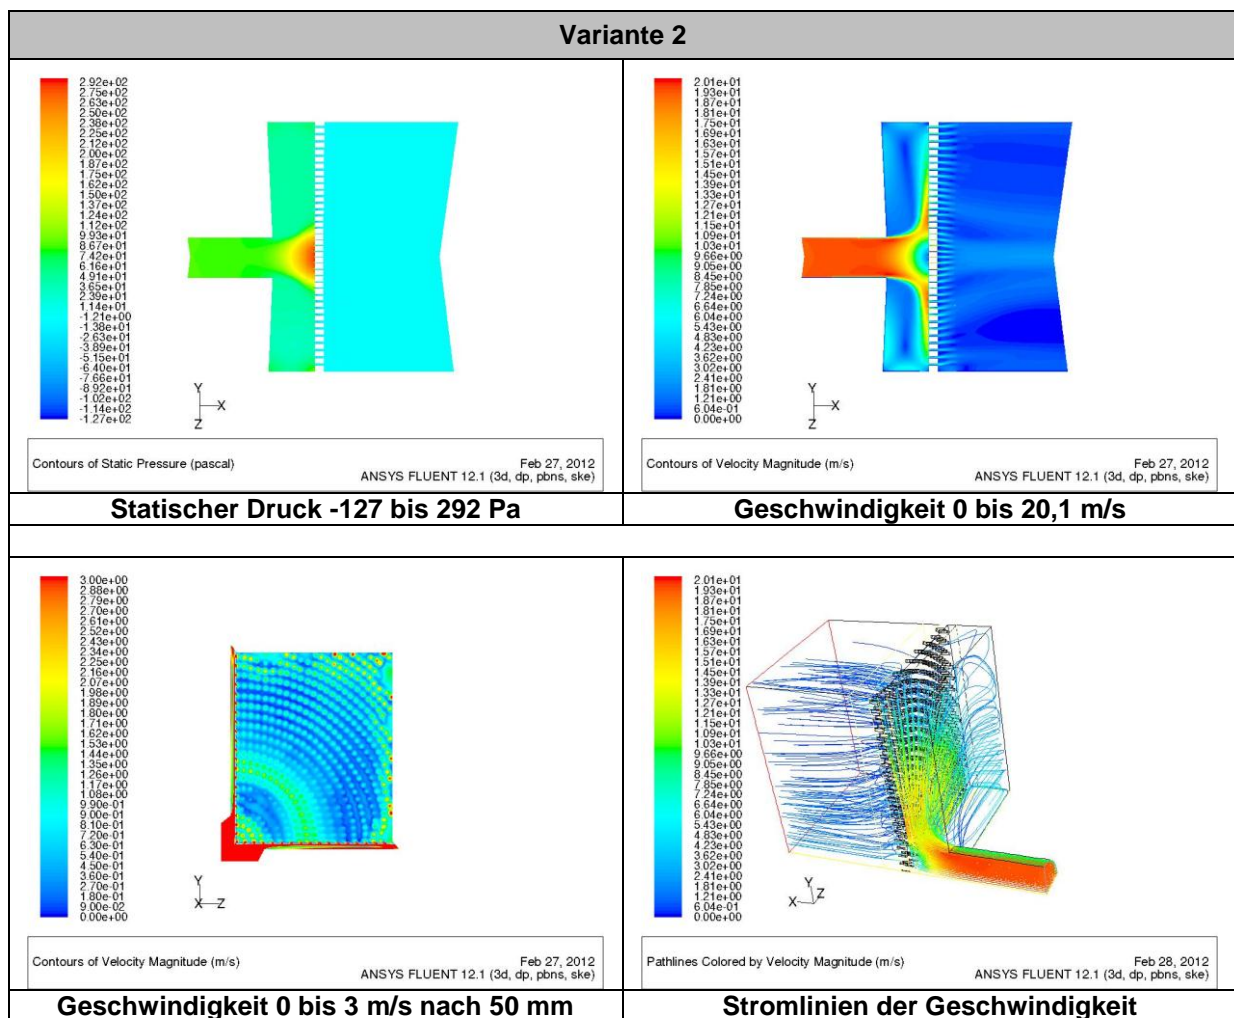 Variante 2
2.92e+02
2.75e+02
2.63e+02
2.50e+02
2.38e+02
2.25e+02
2.12e+02
2.00e+02
1.87e+02
1.75e+02
1.62e+02
1.50e+02
1.37e+02
1.24e+02
1.12e+02
9.93e+01
8.67e+01
7.42e+01
6.16e+01
4.91e+01
3.65e+01
2.39e+01
1.14e+01
-1.21e+00
-1.38e+01
-2.63e+01
-3.89e+01
-5.15e+01
-6.40e+01
-7.66e+01
-8.92e+01
-1.02e+02
-1.14e+02
-1.27e+02
Y
X
Z
Contours of Static Pressure (pascal)
Feb 27, 2012
ANSYS FLUENT 12.1 (3d, dp, pbns, ske)
Statischer Druck -127 bis 292 Pa
2.01e+01
1.93e+01
1.87e+01
1.81e+01
1.75e+01
1.69e+01
1.63e+01
1.57e+01
1.51e+01
1.45e+01
1.39e+01
1.33e+01
1.27e+01
1.21e+01
1.15e+01
1.09e+01
1.03e+01
9.66e+00
9.05e+00
8.45e+00
7.85e+00
7.24e+00
6.64e+00
6.04e+00
5.43e+00
4.83e+00
4.23e+00
3.62e+00
3.02e+00
2.41e+00
1.81e+00
1.21e+00
6.04e-01
0.00e+00
Y
X
Z
Contours of Velocity Magnitude (m/s)
Feb 27, 2012
ANSYS FLUENT 12.1 (3d, dp, pbns, ske)
Geschwindigkeit 0 bis 20,1 m/s
3.00e+00
2.88e+00
2.79e+00
2.70e+00
2.61e+00
2.52e+00
2.43e+00
2.34e+00
2.25e+00
2.16e+00
2.07e+00
1.98e+00
1.89e+00
1.80e+00
1.71e+00
1.62e+00
1.53e+00
1.44e+00
1.35e+00
1.26e+00
1.17e+00
1.08e+00
9.90e-01
9.00e-01
8.10e-01
7.20e-01
6.30e-01
5.40e-01
4.50e-01
3.60e-01
2.70e-01
1.80e-01
9.00e-02
0.00e+00
Y
X
Z
Contours of Velocity Magnitude (m/s)
Feb 27, 2012
ANSYS FLUENT 12.1 (3d, dp, pbns, ske)
Geschwindigkeit 0 bis 3 m/s nach 50 mm
2.01e+01
1.93e+01
1.87e+01
1.81e+01
1.75e+01
1.69e+01
1.63e+01
1.57e+01
1.51e+01
1.45e+01
1.39e+01
1.33e+01
1.27e+01
1.21e+01
1.15e+01
1.09e+01
1.03e+01
9.66e+00
9.05e+00
8.45e+00
7.85e+00
7.24e+00
6.64e+00
6.04e+00
5.43e+00
4.83e+00
4.23e+00
3.62e+00
3.02e+00
2.41e+00
1.81e+00
1.21e+00
6.04e-01
0.00e+00
Y
X
Z
Pathlines Colored by Velocity Magnitude (m/s)
Feb 28, 2012
ANSYS FLUENT 12.1 (3d, dp, pbns, ske)
Stromlinien der Geschwindigkeit